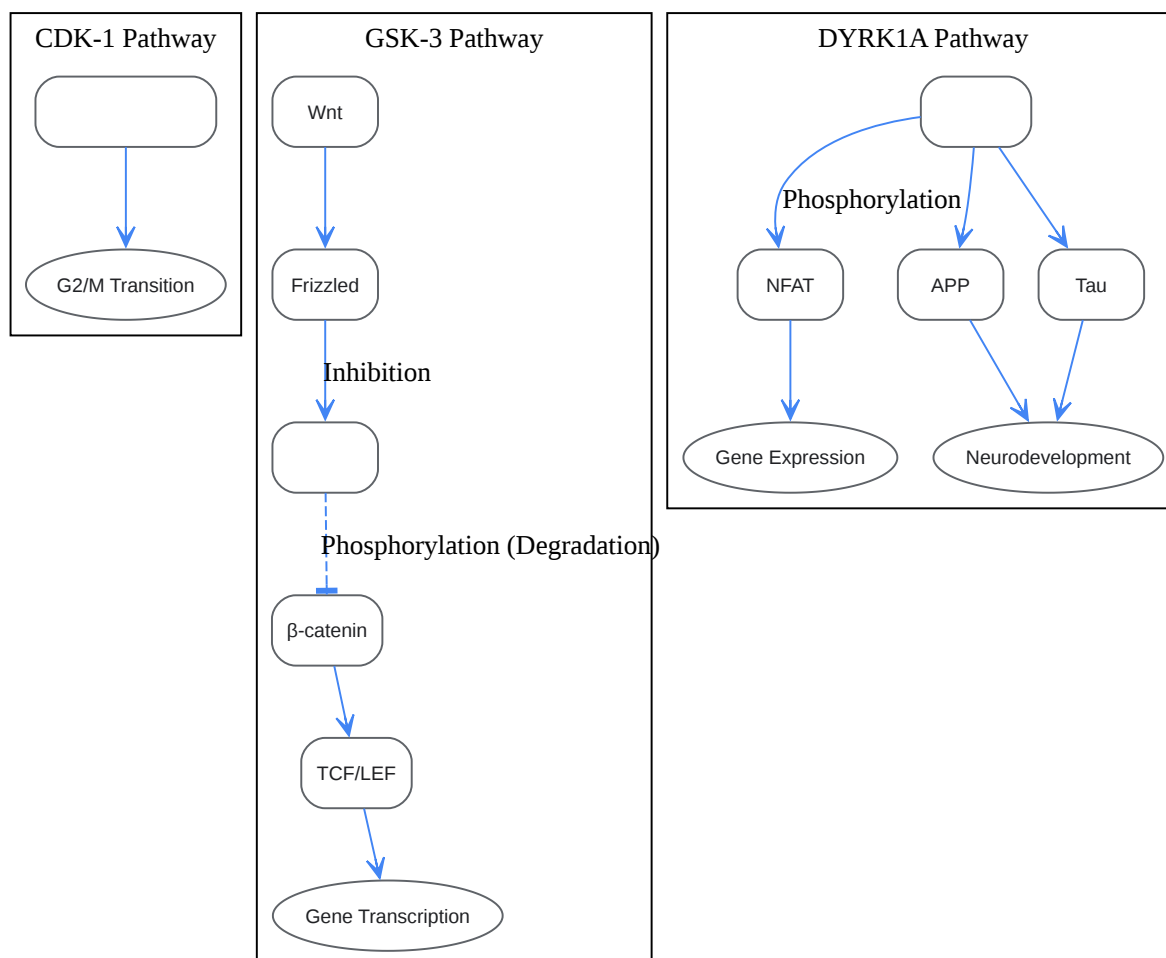 CDK-1 Pathway
G2/M Transition
GSK-3 Pathway
Wnt
Frizzled
Inhibition
Phosphorylation (Degradation)
β-catenin
TCF/LEF
Gene Transcription
DYRK1A Pathway
Phosphorylation
NFAT
APP
Tau
Gene Expression
Neurodevelopment